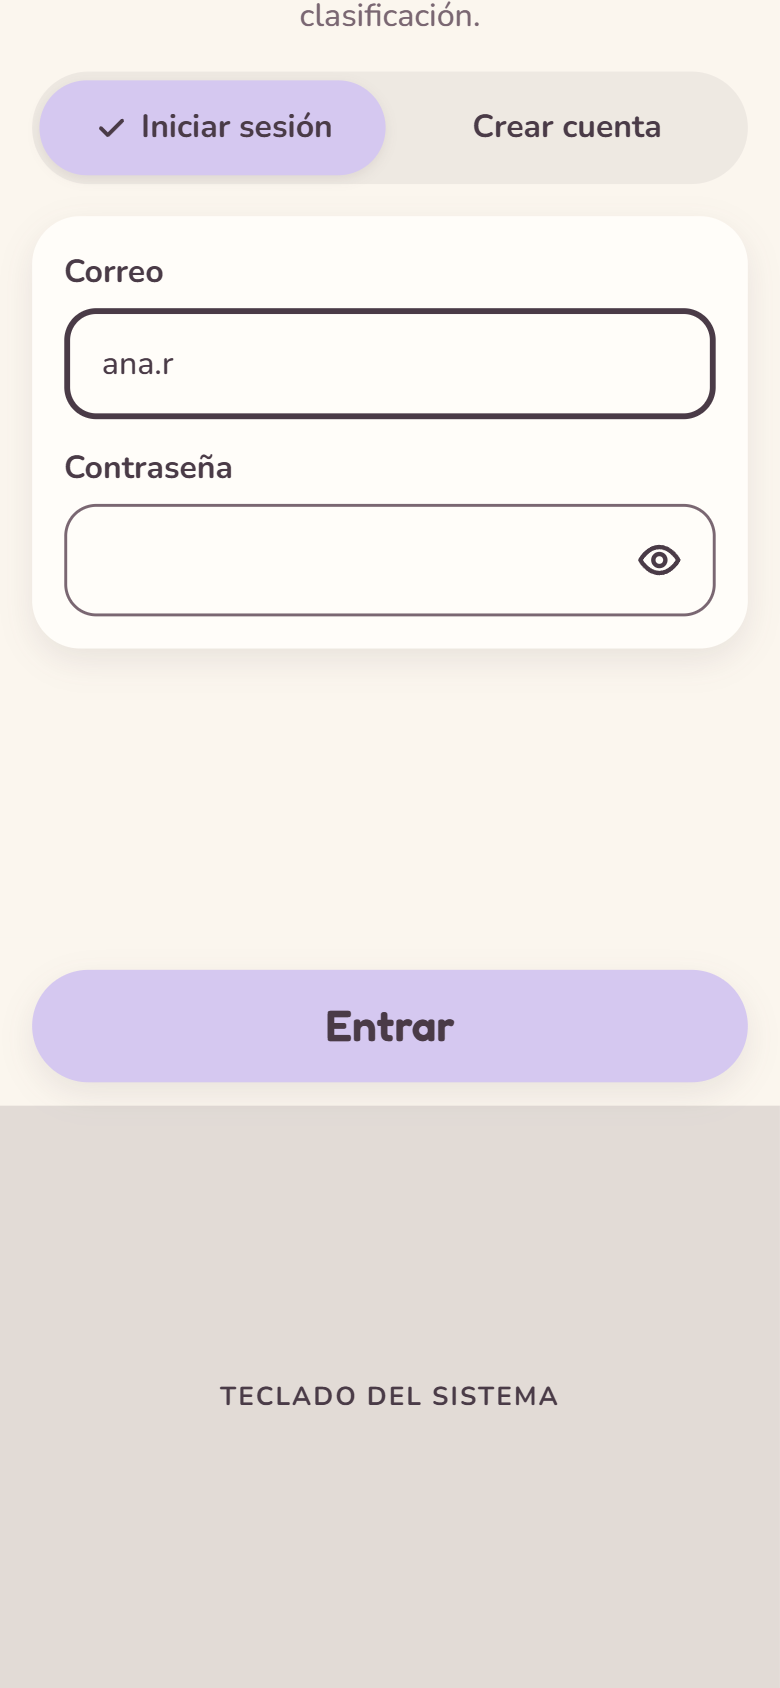 clasificación.
Iniciar sesión
Crear cuenta
Correo
ana.r
Contraseña
Entrar
TECLADO DEL SISTEMA